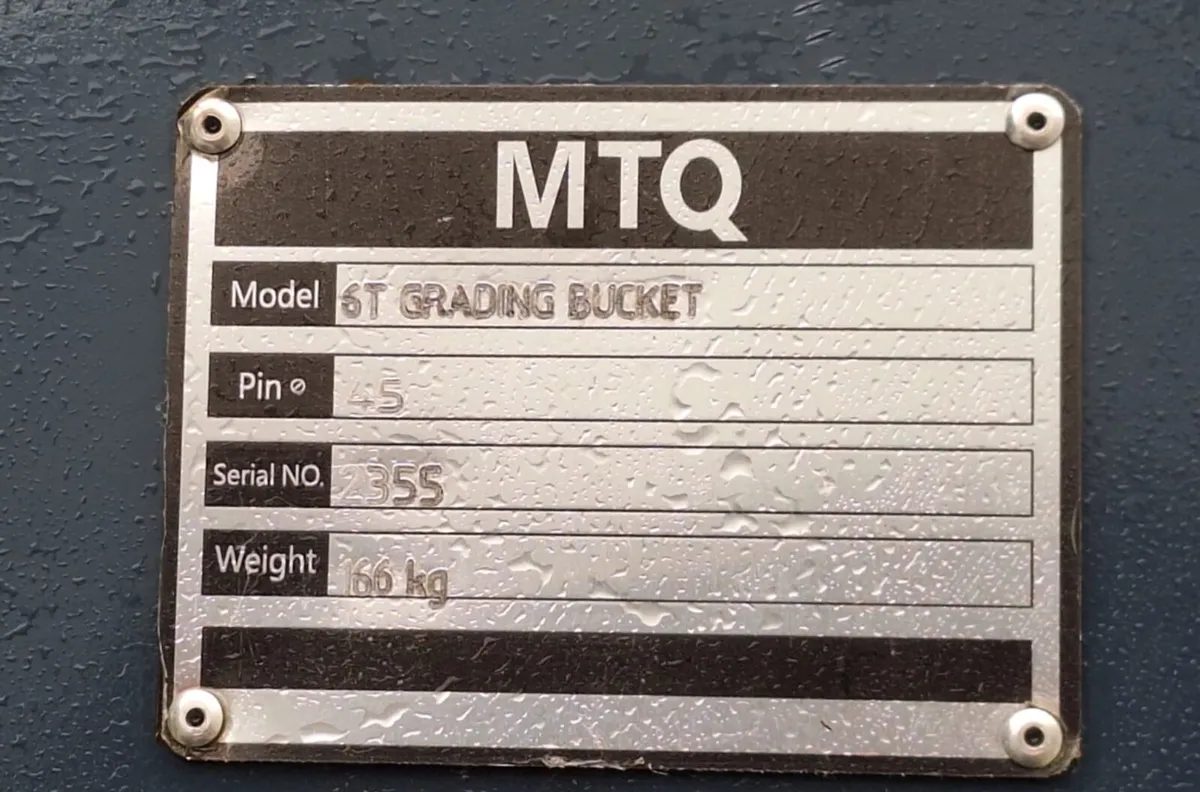 MTQ
Model 6T GRADING BUCKET
Pin ⌀ 45
Serial NO. 2355
Weight 166 kg